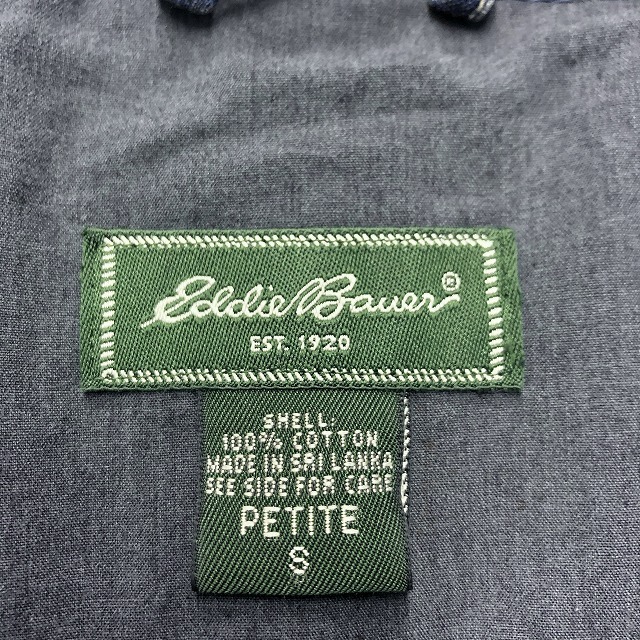 Eddie Bauer®
EST. 1920
SHELL:
100% COTTON
MADE IN SRI LANKA
SEE SIDE FOR CARE
PETITE
S